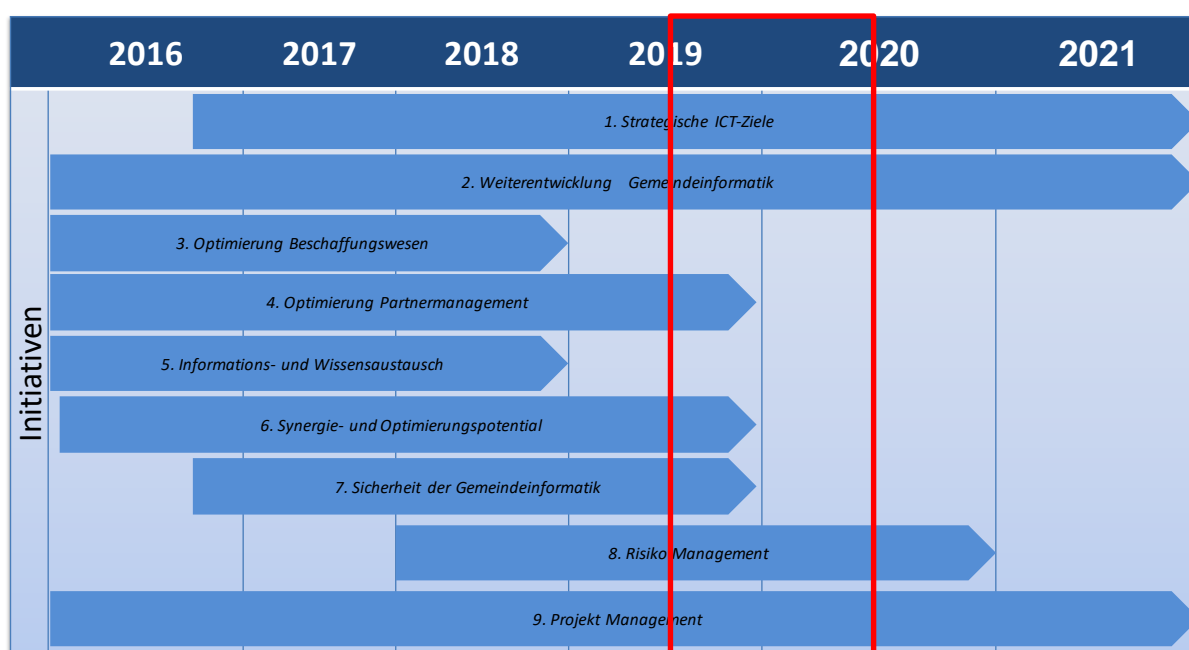 2016 2017 2018 2019 2020 2021
Initiativen
1. Strategische ICT-Ziele
2. Weiterentwicklung Gemeindeinformatik
3. Optimierung Beschaffungswesen
4. Optimierung Partnermanagement
5. Informations- und Wissensaustausch
6. Synergie- und Optimierungspotential
7. Sicherheit der Gemeindeinformatik
8. Risiko Management
9. Projekt Management